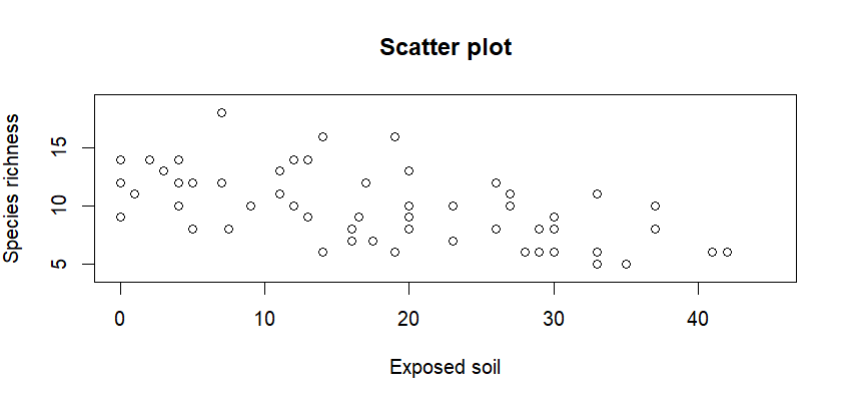 Scatter plot
Species richness
15
10
5
0 10 20 30 40
Exposed soil